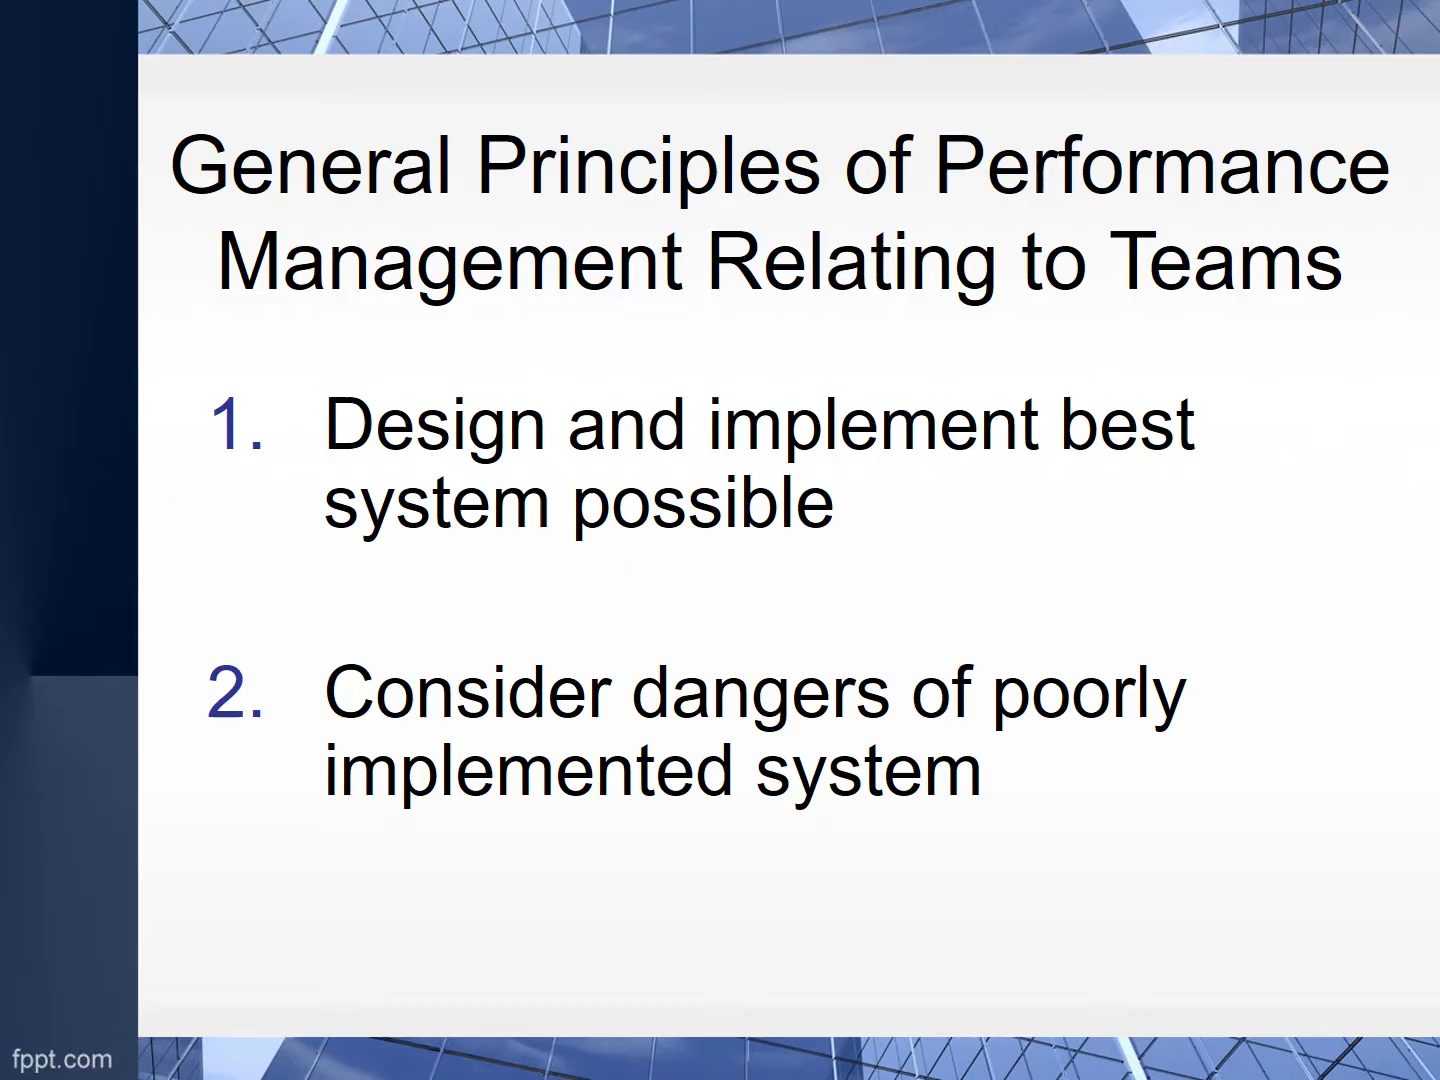 General Principles of Performance
Management Relating to Teams
1. Design and implement best
system possible
2. Consider dangers of poorly
implemented system
fppt.com